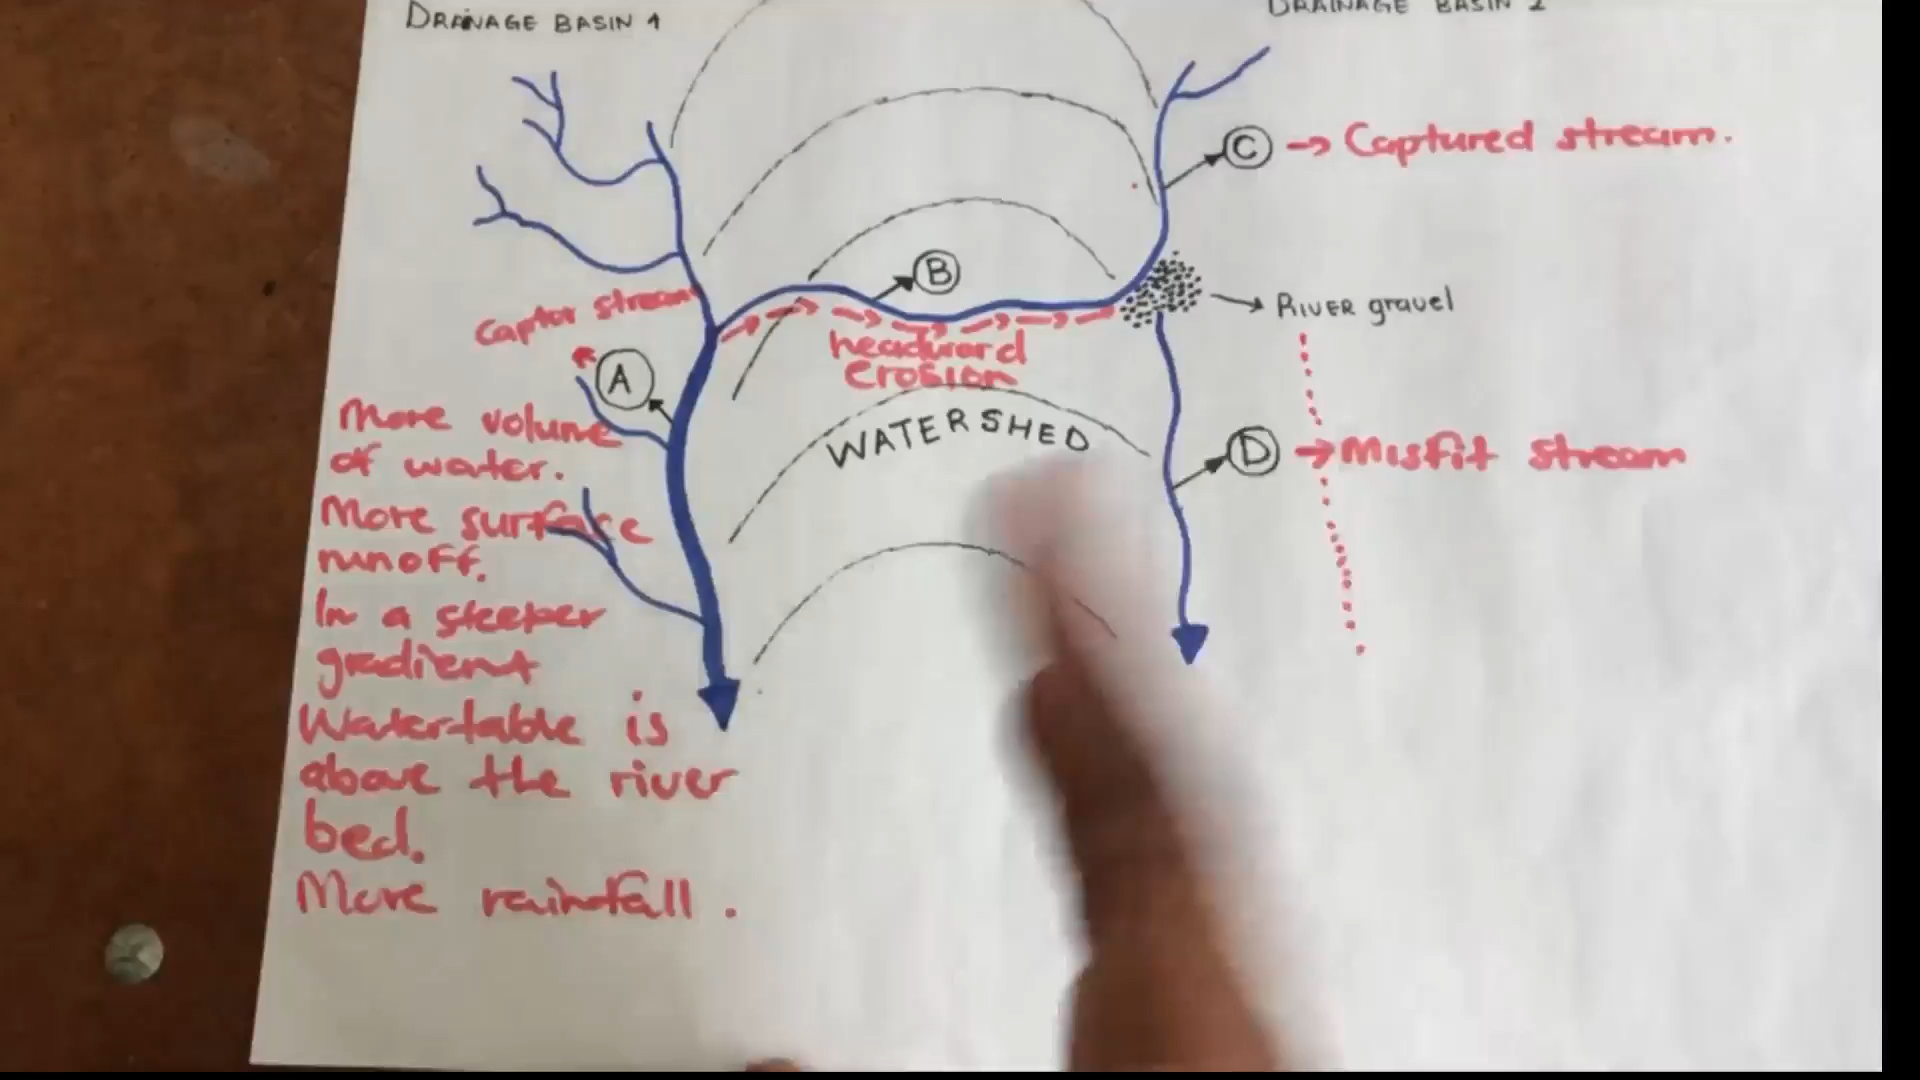 DRAINAGE BASIN 1
DRAINAGE BASIN 2
C → Captured stream.
B
Captor stream
RIVER gravel
headward
erosion
A
WATERSHED
D → Misfit stream
More volume
of water.
More surface
runoff.
In a steeper
gradient
Watertable is
above the river
bed.
More rainfall.